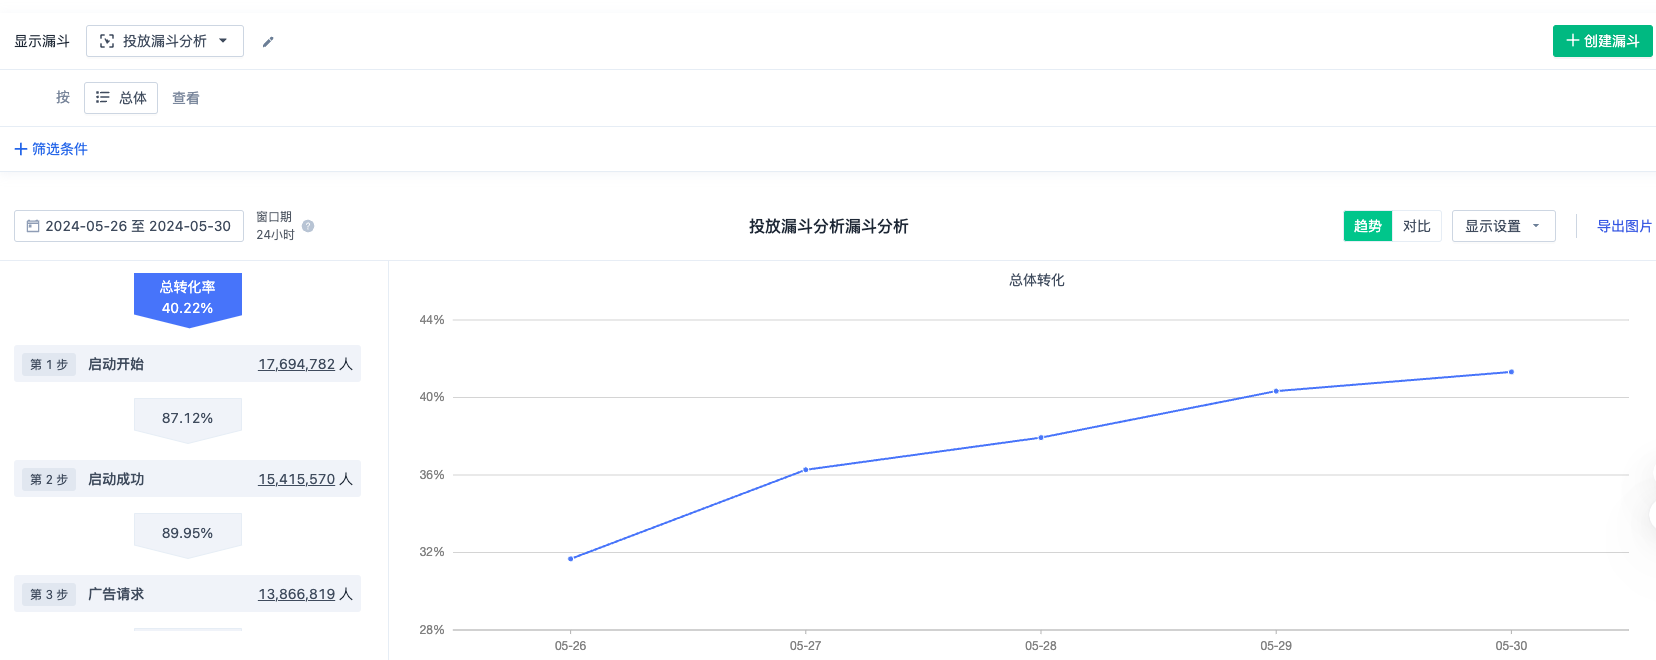 显示漏斗 投放漏斗分析 创建漏斗
按 总体 查看
筛选条件
2024-05-26 至 2024-05-30 窗口期 24小时 投放漏斗分析漏斗分析 趋势 对比 显示设置 导出图片
总转化率
40.22%
第 1 步 启动开始 17,694,782 人
87.12%
第 2 步 启动成功 15,415,570 人
89.95%
第 3 步 广告请求 13,866,819 人
总体转化
44%
40%
36%
32%
28%
05-26 05-27 05-28 05-29 05-30